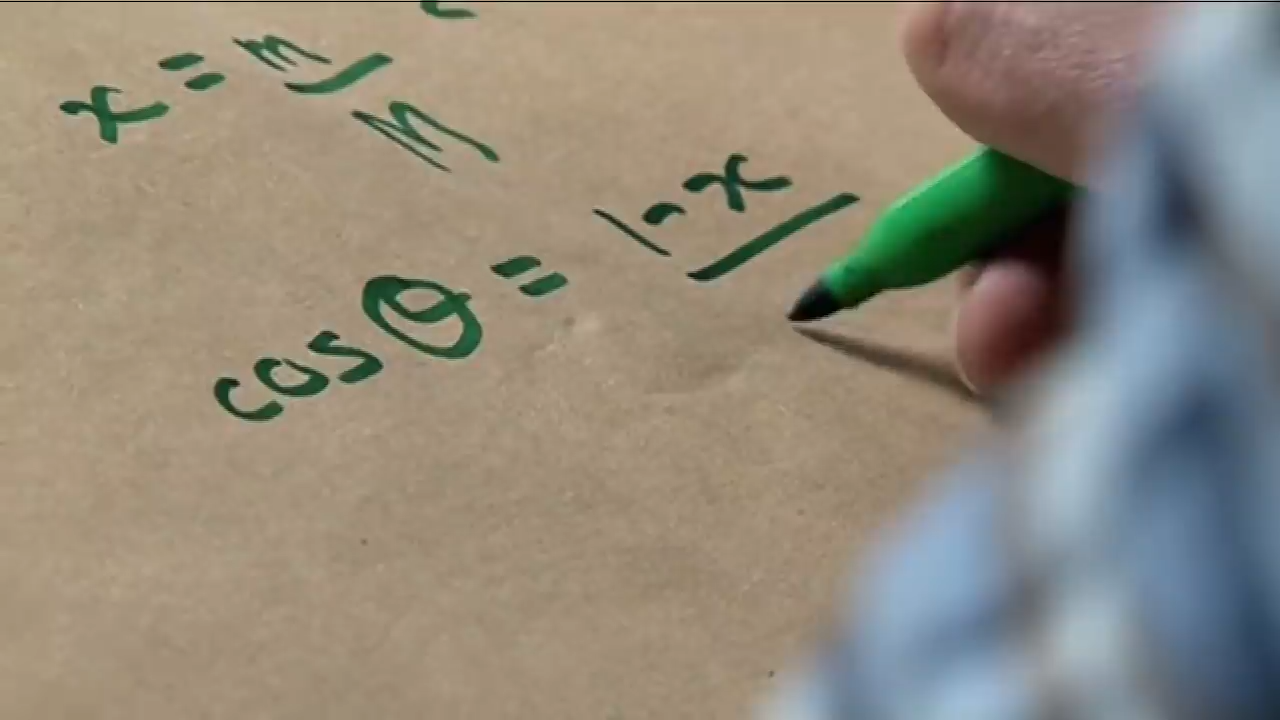 x = m/M
cos θ = 1-x/